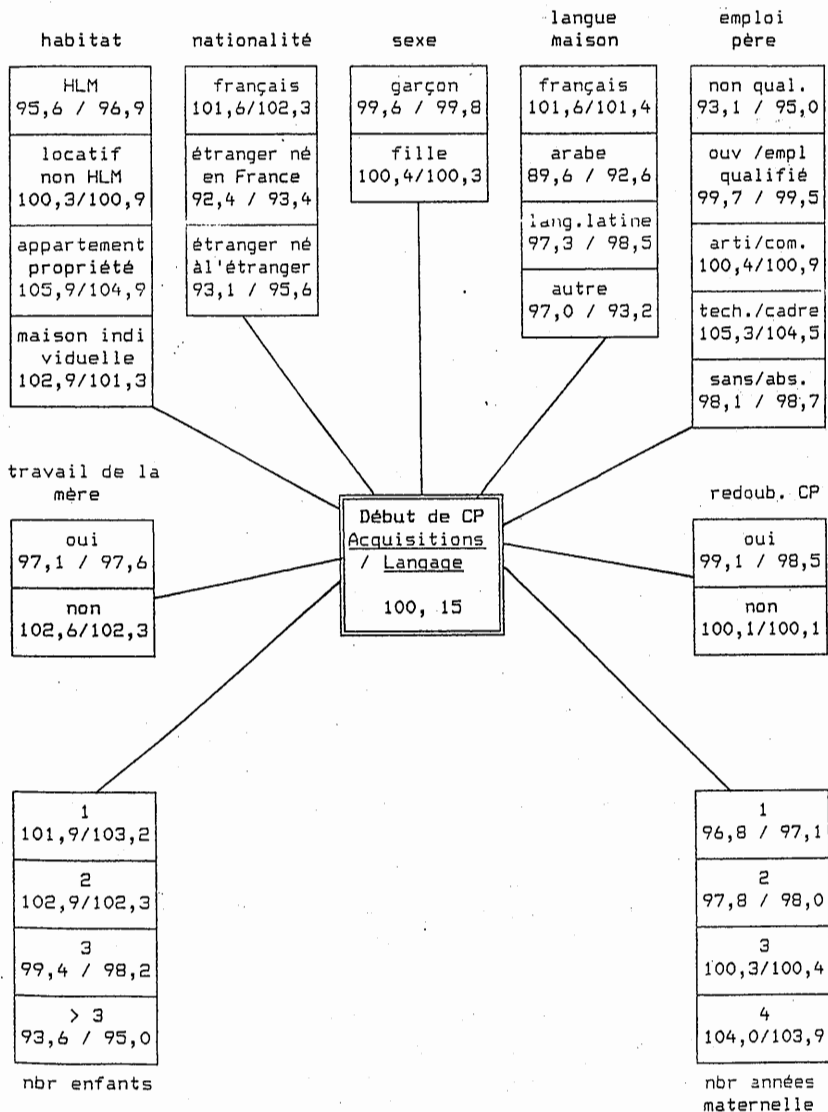 habitat
HLM
95,6 / 96,9
locatif
non HLM
100,3/100,9
appartement
propriété
105,9/104,9
maison indi
viduelle
102,9/101,3
nationalité
français
101,6/102,3
étranger né
en France
92,4 / 93,4
étranger né
àl'étranger
93,1 / 95,6
sexe
garçon
99,6 / 99,8
fille
100,4/100,3
langue
maison
français
101,6/101,4
arabe
89,6 / 92,6
lang.latine
97,3 / 98,5
autre
97,0 / 93,2
emploi
père
non qual.
93,1 / 95,0
ouv /empl
qualifié
99,7 / 99,5
arti/com.
100,4/100,9
tech./cadre
105,3/104,5
sans/abs.
98,1 / 98,7
travail de la
mère
oui
97,1 / 97,6
non
102,6/102,3
Début de CP
Acquisitions
/ Langage
100, 15
redoub. CP
oui
99,1 / 98,5
non
100,1/100,1
1
101,9/103,2
2
102,9/102,3
3
99,4 / 98,2
> 3
93,6 / 95,0
nbr enfants
1
96,8 / 97,1
2
97,8 / 98,0
3
100,3/100,4
4
104,0/103,9
nbr années
maternelle